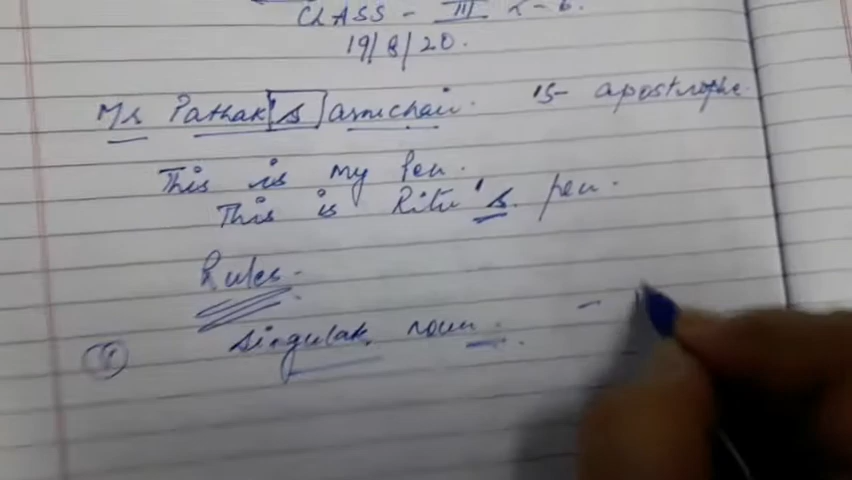 CLASS - III
19/8/20.
Mr Pathak's armchair. 's- apostrophe.
This is my Pen.
This is Ritu's pen.
Rules.
① singular noun. -